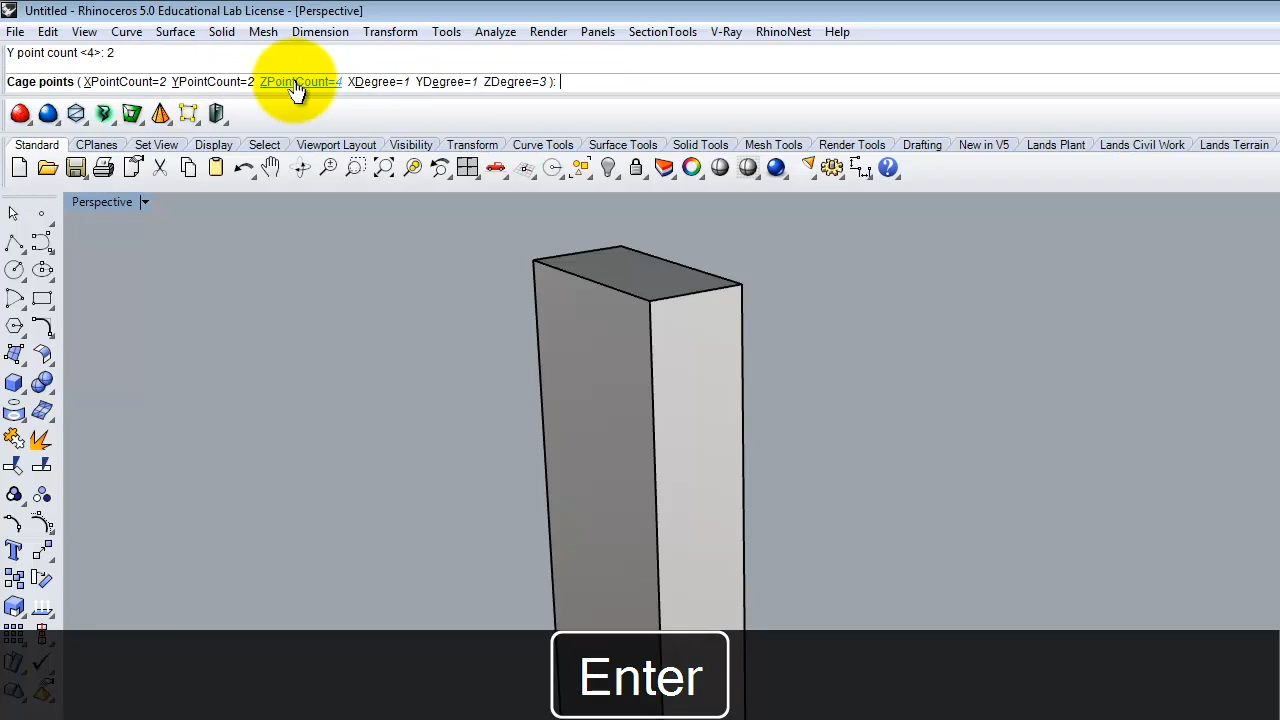 Untitled - Rhinoceros 5.0 Educational Lab License - [Perspective]
File Edit View Curve Surface Solid Mesh Dimension Transform Tools Analyze Render Panels SectionTools V-Ray RhinoNest Help
Y point count <4>: 2
Cage points ( XPointCount=2 YPointCount=2 ZPointCount=4 XDegree=1 YDegree=1 ZDegree=3 ):
Standard CPlanes Set View Display Select Viewport Layout Visibility Transform Curve Tools Surface Tools Solid Tools Mesh Tools Render Tools Drafting New in V5 Lands Plant Lands Civil Work Lands Terrain
Perspective
Enter